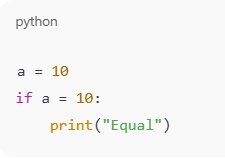 python
a = 10
if a = 10:
    print("Equal")